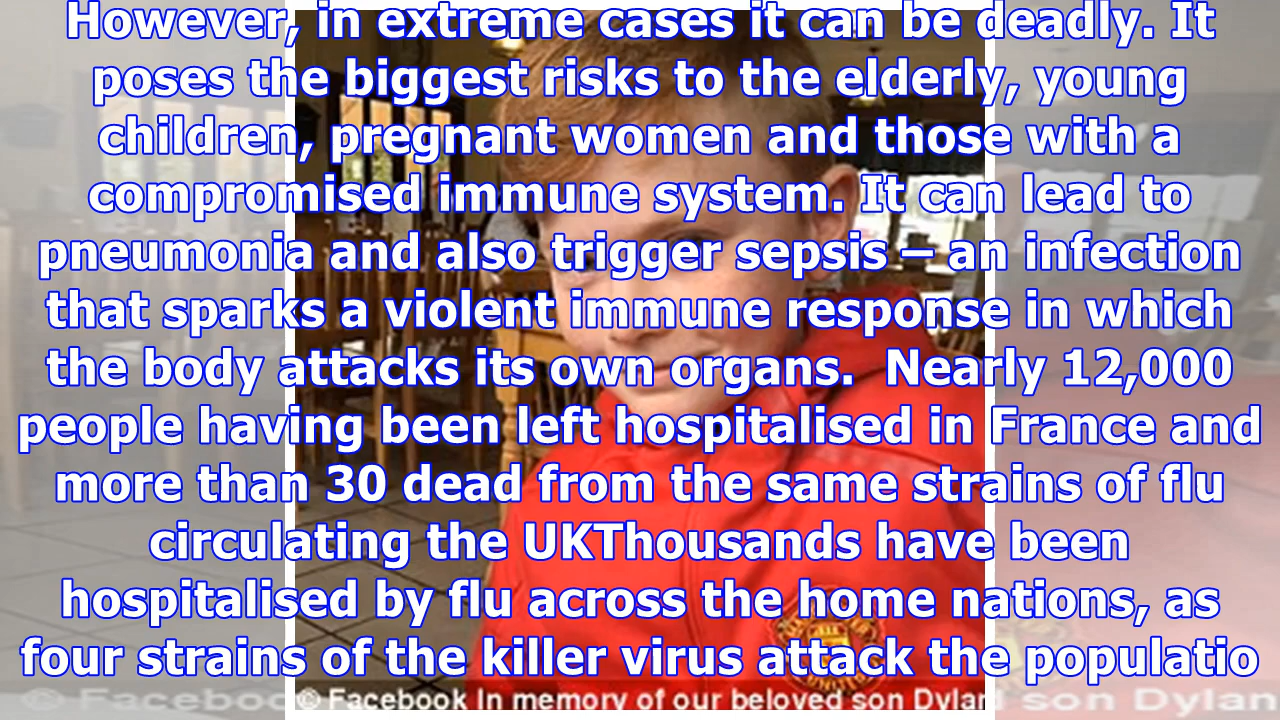 However, in extreme cases it can be deadly. It
poses the biggest risks to the elderly, young
children, pregnant women and those with a
compromised immune system. It can lead to
pneumonia and also trigger sepsis – an infection
that sparks a violent immune response in which
the body attacks its own organs.  Nearly 12,000
people having been left hospitalised in France and
more than 30 dead from the same strains of flu
circulating the UKThousands have been
hospitalised by flu across the home nations, as
four strains of the killer virus attack the populatio
© Faceboo
© Facebook In memory of our beloved son Dylan
son Dylan